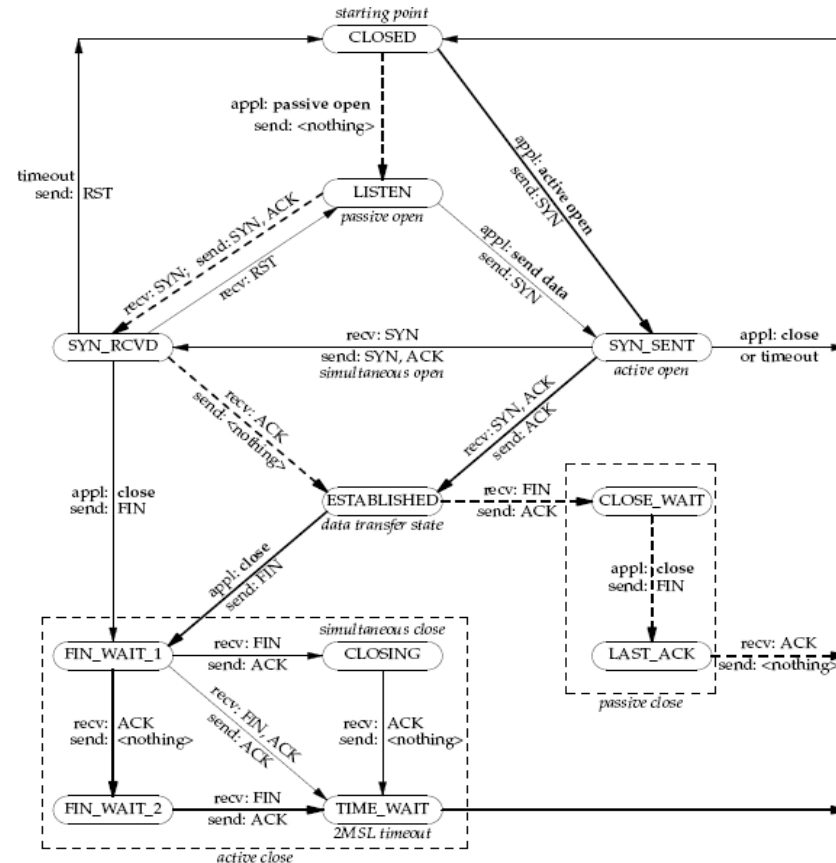 starting point
CLOSED
appl: passive open
send: <nothing>
appl: active open
send: SYN
timeout
send: RST
LISTEN
passive open
recv: SYN; send: SYN, ACK
recv: RST
appl: send data
send: SYN
SYN_RCVD
recv: SYN
send: SYN, ACK
simultaneous open
SYN_SENT
active open
appl: close
or timeout
recv: ACK
send: <nothing>
recv: SYN, ACK
send: ACK
appl: close
send: FIN
ESTABLISHED
data transfer state
recv: FIN
send: ACK
CLOSE_WAIT
appl: close
send: FIN
appl: close
send: FIN
simultaneous close
FIN_WAIT_1
recv: FIN
send: ACK
CLOSING
LAST_ACK
recv: ACK
send: <nothing>
passive close
recv: ACK
send: <nothing>
recv: FIN, ACK
send: ACK
recv: ACK
send: <nothing>
FIN_WAIT_2
recv: FIN
send: ACK
TIME_WAIT
2MSL timeout
active close